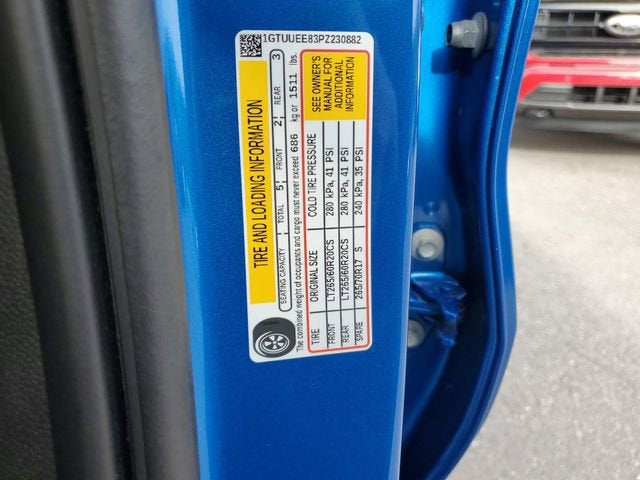 1GTUUEE83PZ230882
TIRE AND LOADING INFORMATION
SEATING CAPACITY TOTAL 5 FRONT 2 REAR 3
The combined weight of occupants and cargo must never exceed 686 kg or 1511 lbs.
TIRE ORIGINAL SIZE COLD TIRE PRESSURE
FRONT LT265/60R20CS 280 kPa, 41 PSI
REAR LT265/60R20CS 280 kPa, 41 PSI
SPARE 265/70R17 S 240 kPa, 35 PSI
SEE OWNER'S
MANUAL FOR
ADDITIONAL
INFORMATION